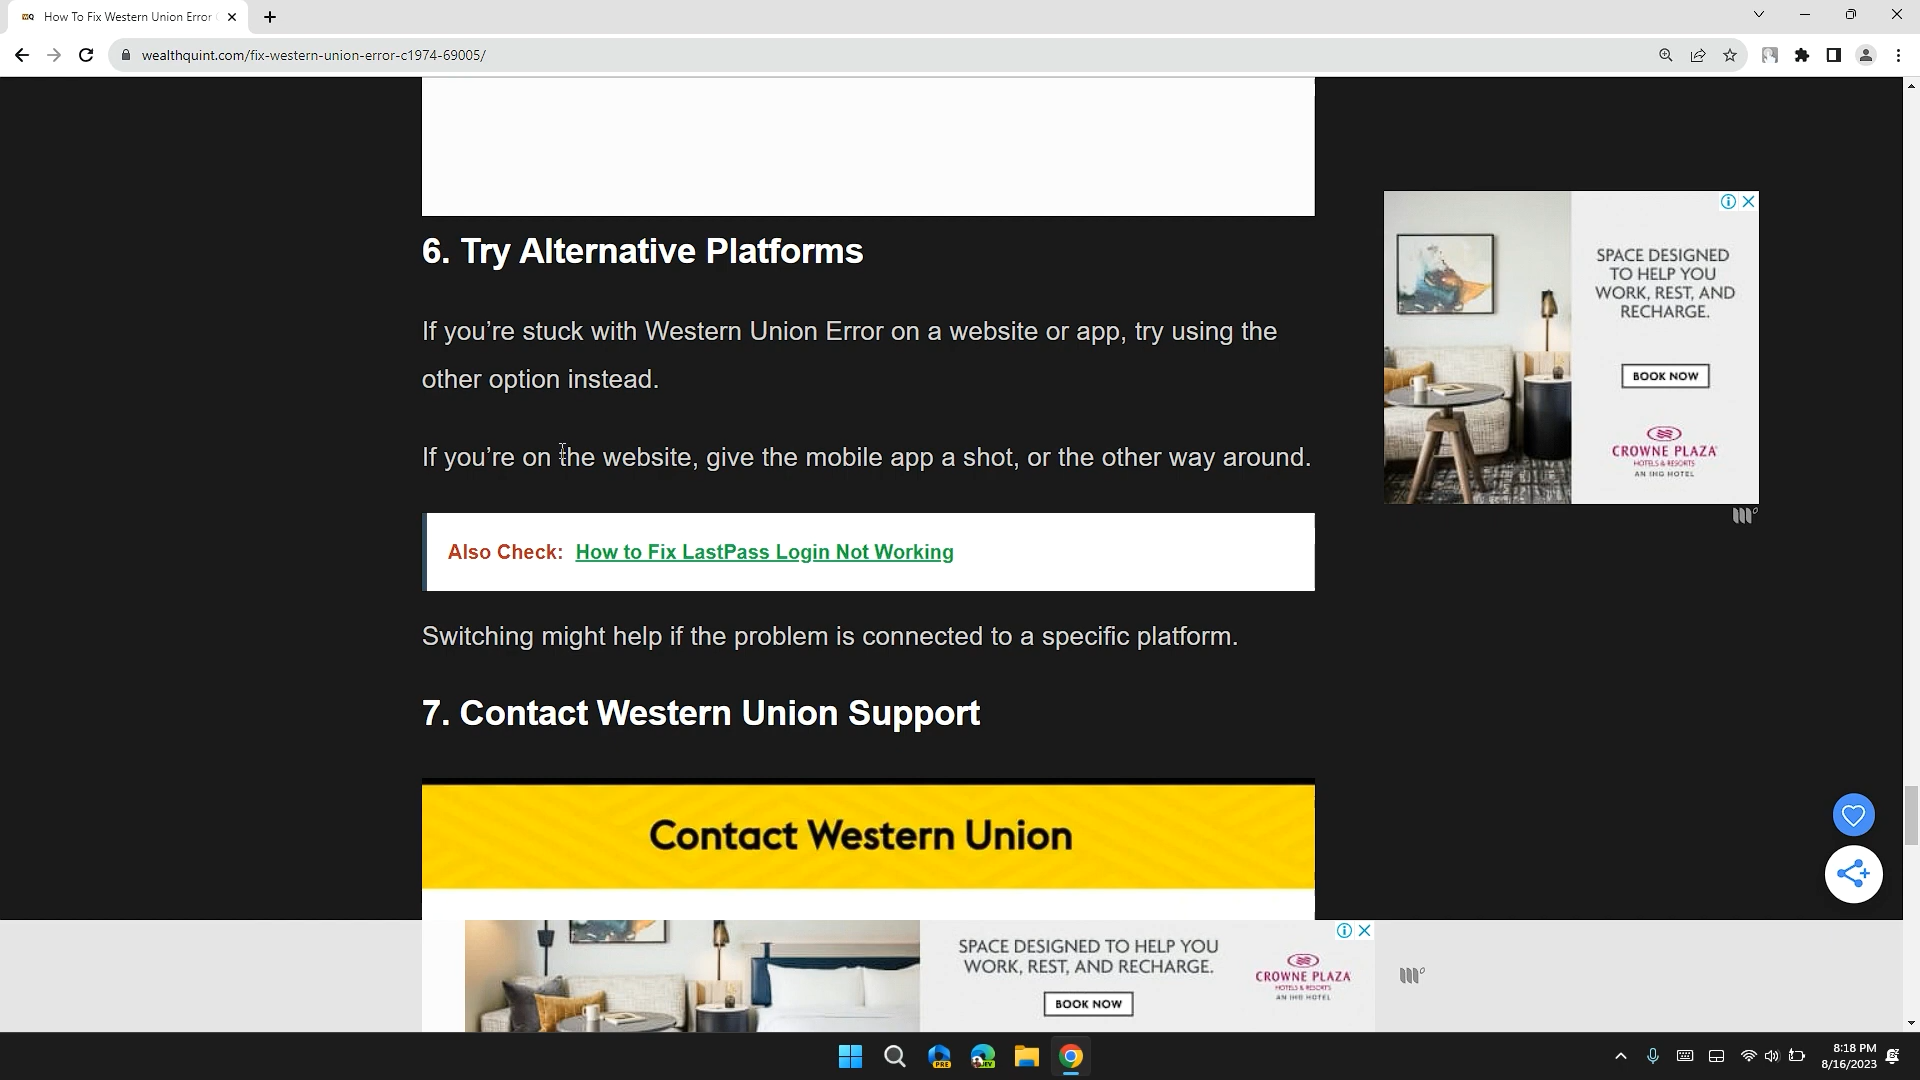 How To Fix Western Union Error
wealthquint.com/fix-western-union-error-c1974-69005/
6. Try Alternative Platforms
If you’re stuck with Western Union Error on a website or app, try using the
other option instead.
If you’re on the website, give the mobile app a shot, or the other way around.
Also Check: How to Fix LastPass Login Not Working
Switching might help if the problem is connected to a specific platform.
7. Contact Western Union Support
Contact Western Union
SPACE DESIGNED
TO HELP YOU
WORK, REST, AND
RECHARGE.
BOOK NOW
CROWNE PLAZA
HOTELS & RESORTS
AN IHG HOTEL
SPACE DESIGNED TO HELP YOU
WORK, REST, AND RECHARGE.
BOOK NOW
CROWNE PLAZA
HOTELS & RESORTS
AN IHG HOTEL
PRE
8:18 PM
8/16/2023